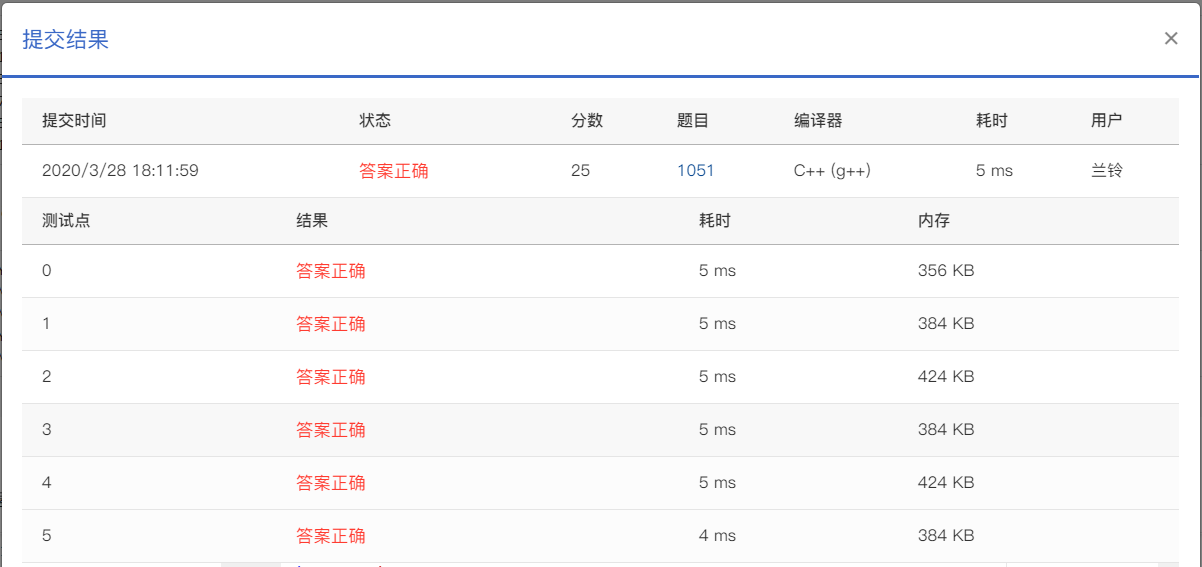 提交结果 ×
提交时间 状态 分数 题目 编译器 耗时 用户
2020/3/28 18:11:59 答案正确 25 1051 C++ (g++) 5 ms 兰铃
测试点 结果 耗时 内存
0 答案正确 5 ms 356 KB
1 答案正确 5 ms 384 KB
2 答案正确 5 ms 424 KB
3 答案正确 5 ms 384 KB
4 答案正确 5 ms 424 KB
5 答案正确 4 ms 384 KB